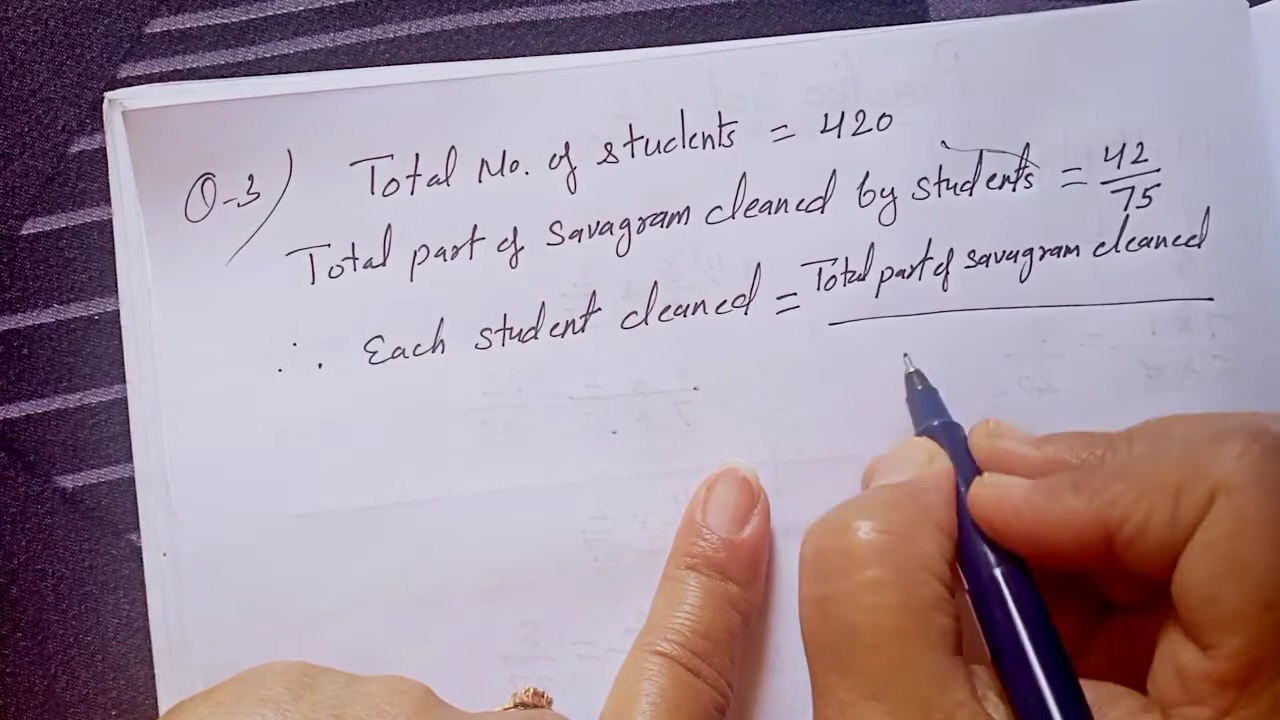 Q-3) Total No. of students = 420
Total part of Savagram cleaned by students = 42/75
∴ Each student cleaned = Total part of savagram cleaned